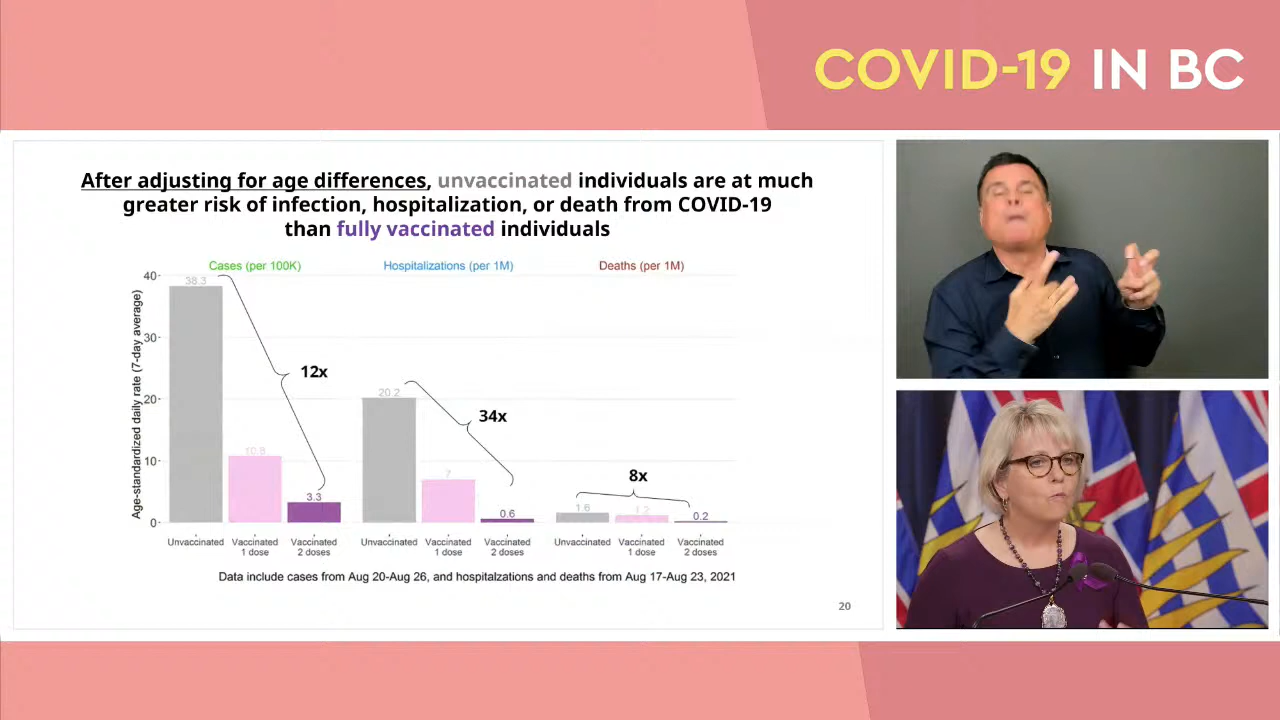 COVID-19 IN BC
After adjusting for age differences, unvaccinated individuals are at much
greater risk of infection, hospitalization, or death from COVID-19
than fully vaccinated individuals
Cases (per 100K)
Hospitalizations (per 1M)
Deaths (per 1M)
Age-standardized daily rate (7-day average)
40
30
20
10
0
38.3
10.8
3.3
12x
20.2
7
0.6
34x
1.6
1.2
0.2
8x
Unvaccinated
Vaccinated
1 dose
Vaccinated
2 doses
Unvaccinated
Vaccinated
1 dose
Vaccinated
2 doses
Unvaccinated
Vaccinated
1 dose
Vaccinated
2 doses
Data include cases from Aug 20-Aug 26, and hospitalzations and deaths from Aug 17-Aug 23, 2021
20